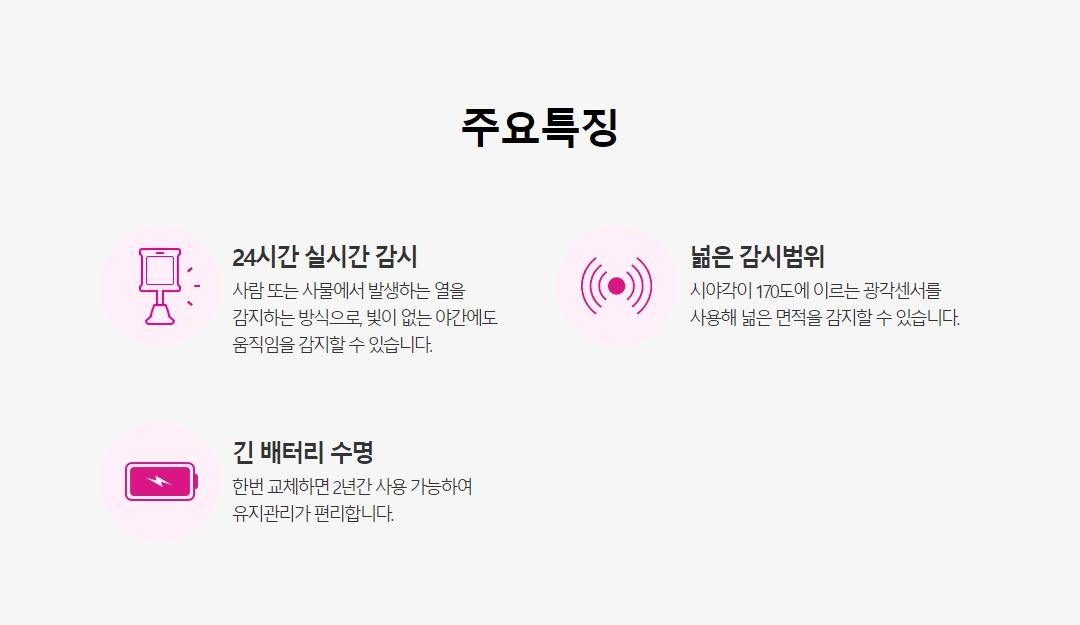 주요특징
24시간 실시간 감시
사람 또는 사물에서 발생하는 열을
감지하는 방식으로, 빛이 없는 야간에도
움직임을 감지할 수 있습니다.
넓은 감시범위
시야각이 170도에 이르는 광각센서를
사용해 넓은 면적을 감지할 수 있습니다.
긴 배터리 수명
한번 교체하면 2년간 사용 가능하여
유지관리가 편리합니다.